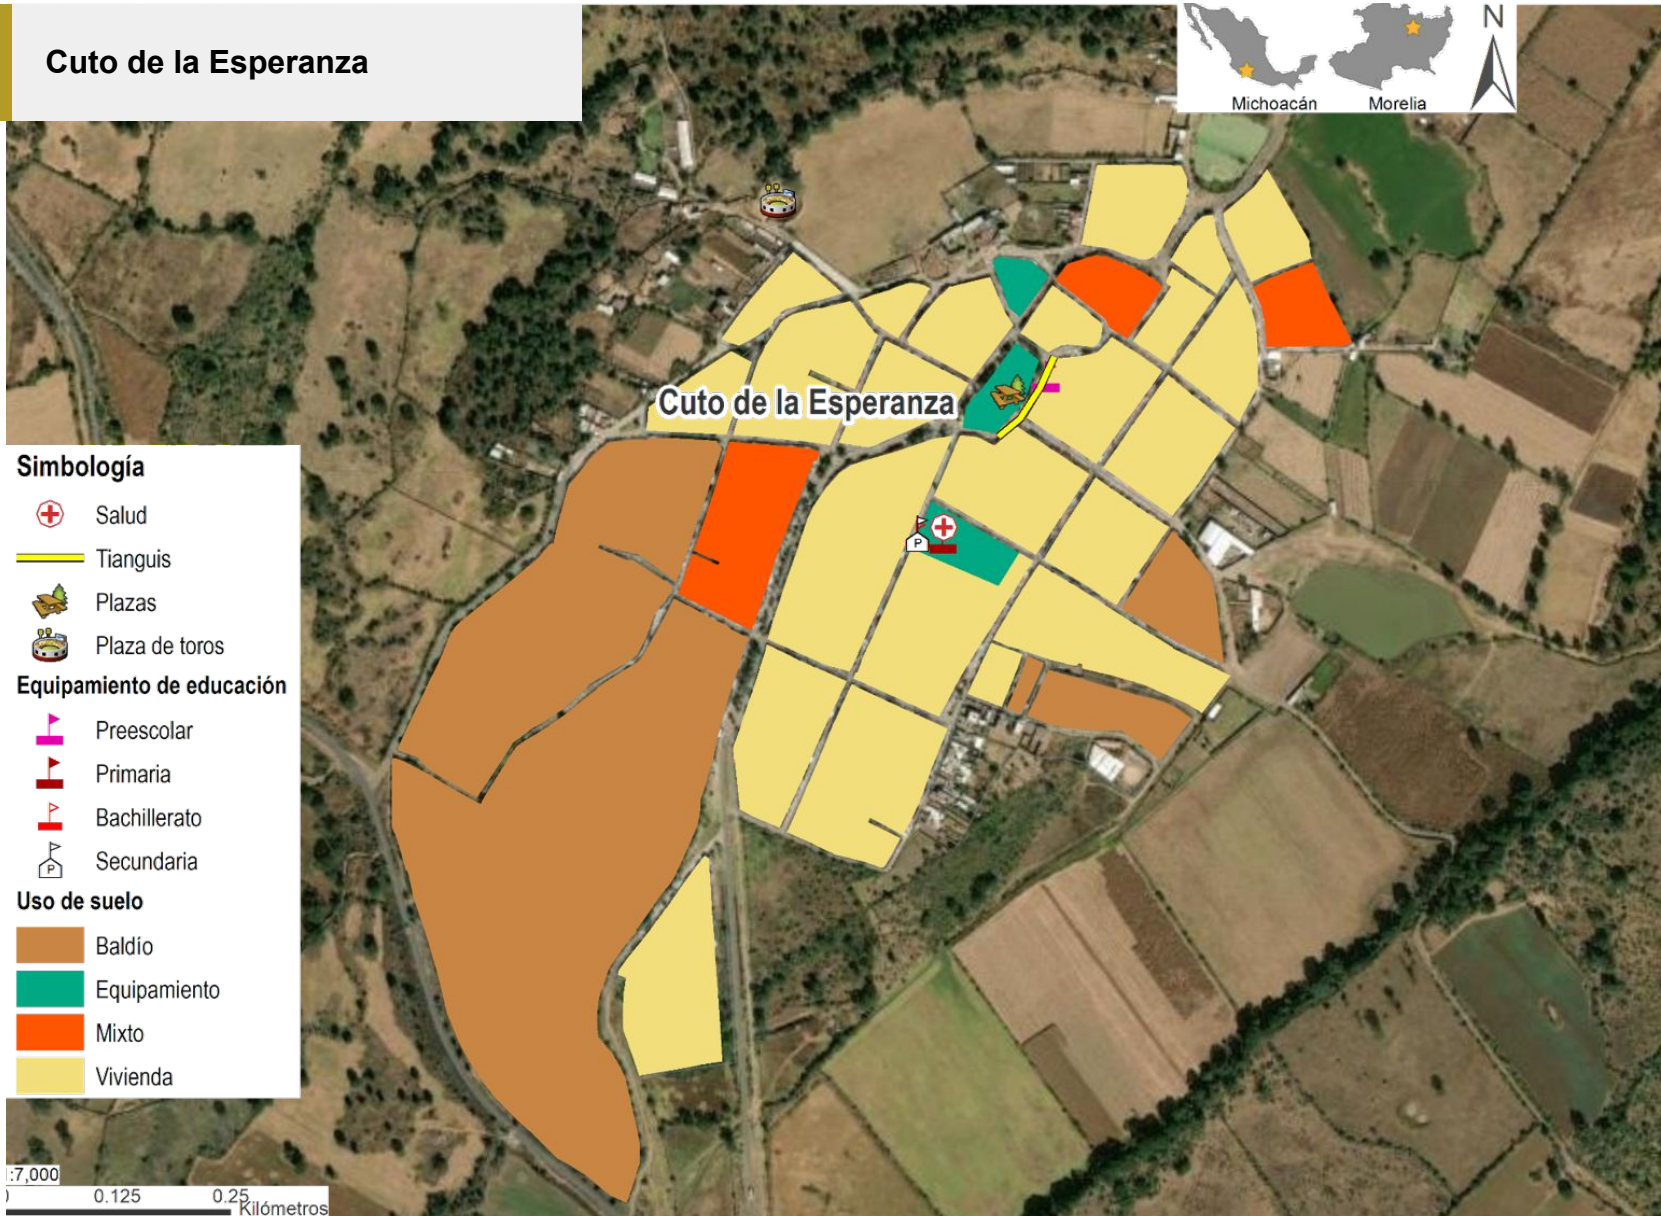 Cuto de la Esperanza
Michoacán
Morelia
N
Cuto de la Esperanza
P
Simbología
Salud
Tianguis
Plazas
Plaza de toros
Equipamiento de educación
Preescolar
Primaria
Bachillerato
P
Secundaria
Uso de suelo
Baldío
Equipamiento
Mixto
Vivienda
:7,000
0.125
0.25
Kilómetros